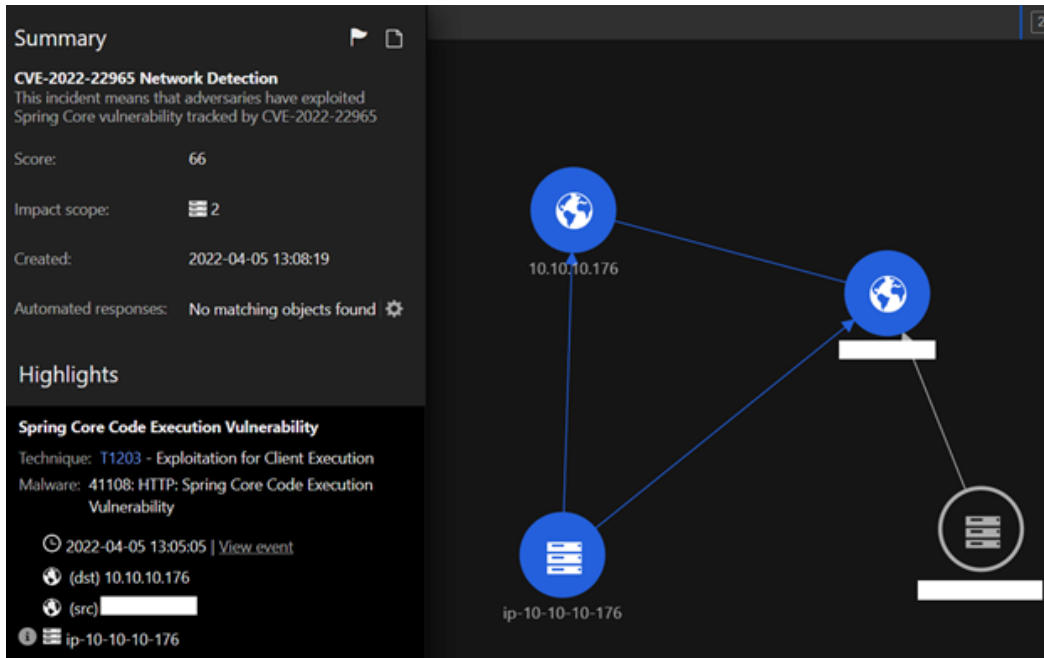 Summary
CVE-2022-22965 Network Detection
This incident means that adversaries have exploited
Spring Core vulnerability tracked by CVE-2022-22965
Score: 66
Impact scope: 2
Created: 2022-04-05 13:08:19
Automated responses: No matching objects found
Highlights
Spring Core Code Execution Vulnerability
Technique: T1203 - Exploitation for Client Execution
Malware: 41108: HTTP: Spring Core Code Execution
Vulnerability
2022-04-05 13:05:05 | View event
(dst) 10.10.10.176
(src)
ip-10-10-10-176
2
10.10.10.176
ip-10-10-10-176